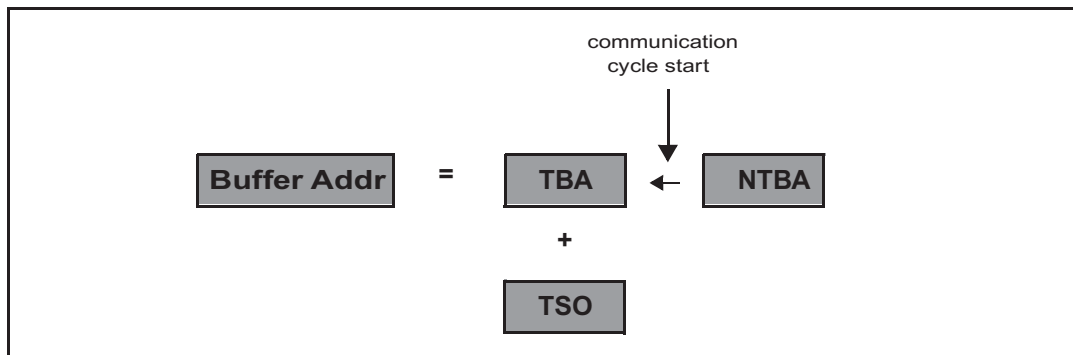 communication
cycle start
Buffer Addr = TBA NTBA
+
TSO